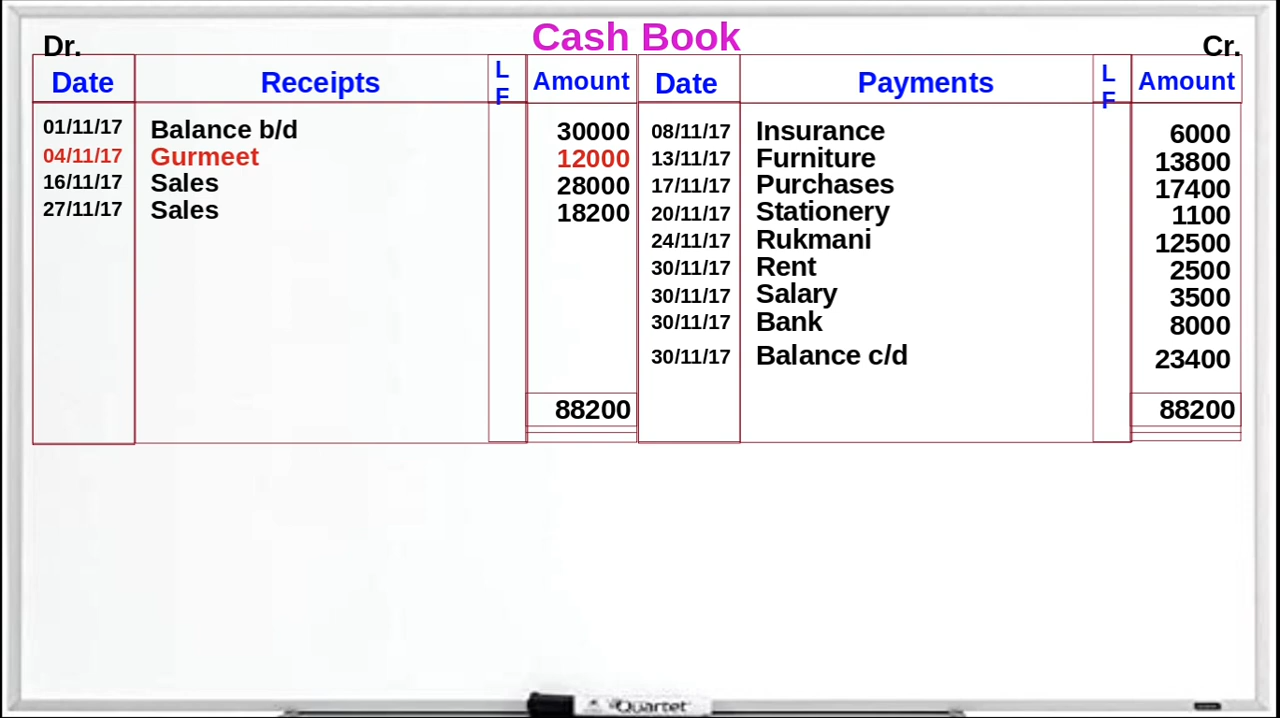 Cash Book
Dr. Cr.
Date Receipts L F Amount Date Payments L F Amount
01/11/17 Balance b/d 30000 08/11/17 Insurance 6000
04/11/17 Gurmeet 12000 13/11/17 Furniture 13800
16/11/17 Sales 28000 17/11/17 Purchases 17400
27/11/17 Sales 18200 20/11/17 Stationery 1100
24/11/17 Rukmani 12500
30/11/17 Rent 2500
30/11/17 Salary 3500
30/11/17 Bank 8000
30/11/17 Balance c/d 23400
88200 88200
Quartet